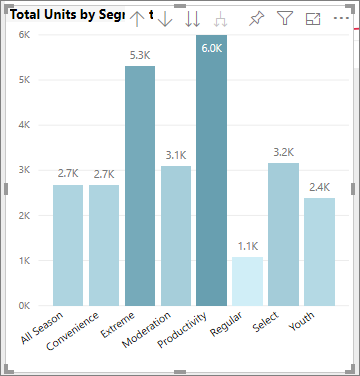 Total Units by Segm t
6K
5K
4K
3K
2K
1K
0K
2.7K
2.7K
5.3K
3.1K
6.0K
1.1K
3.2K
2.4K
All Season
Convenience
Extreme
Moderation
Productivity
Regular
Select
Youth